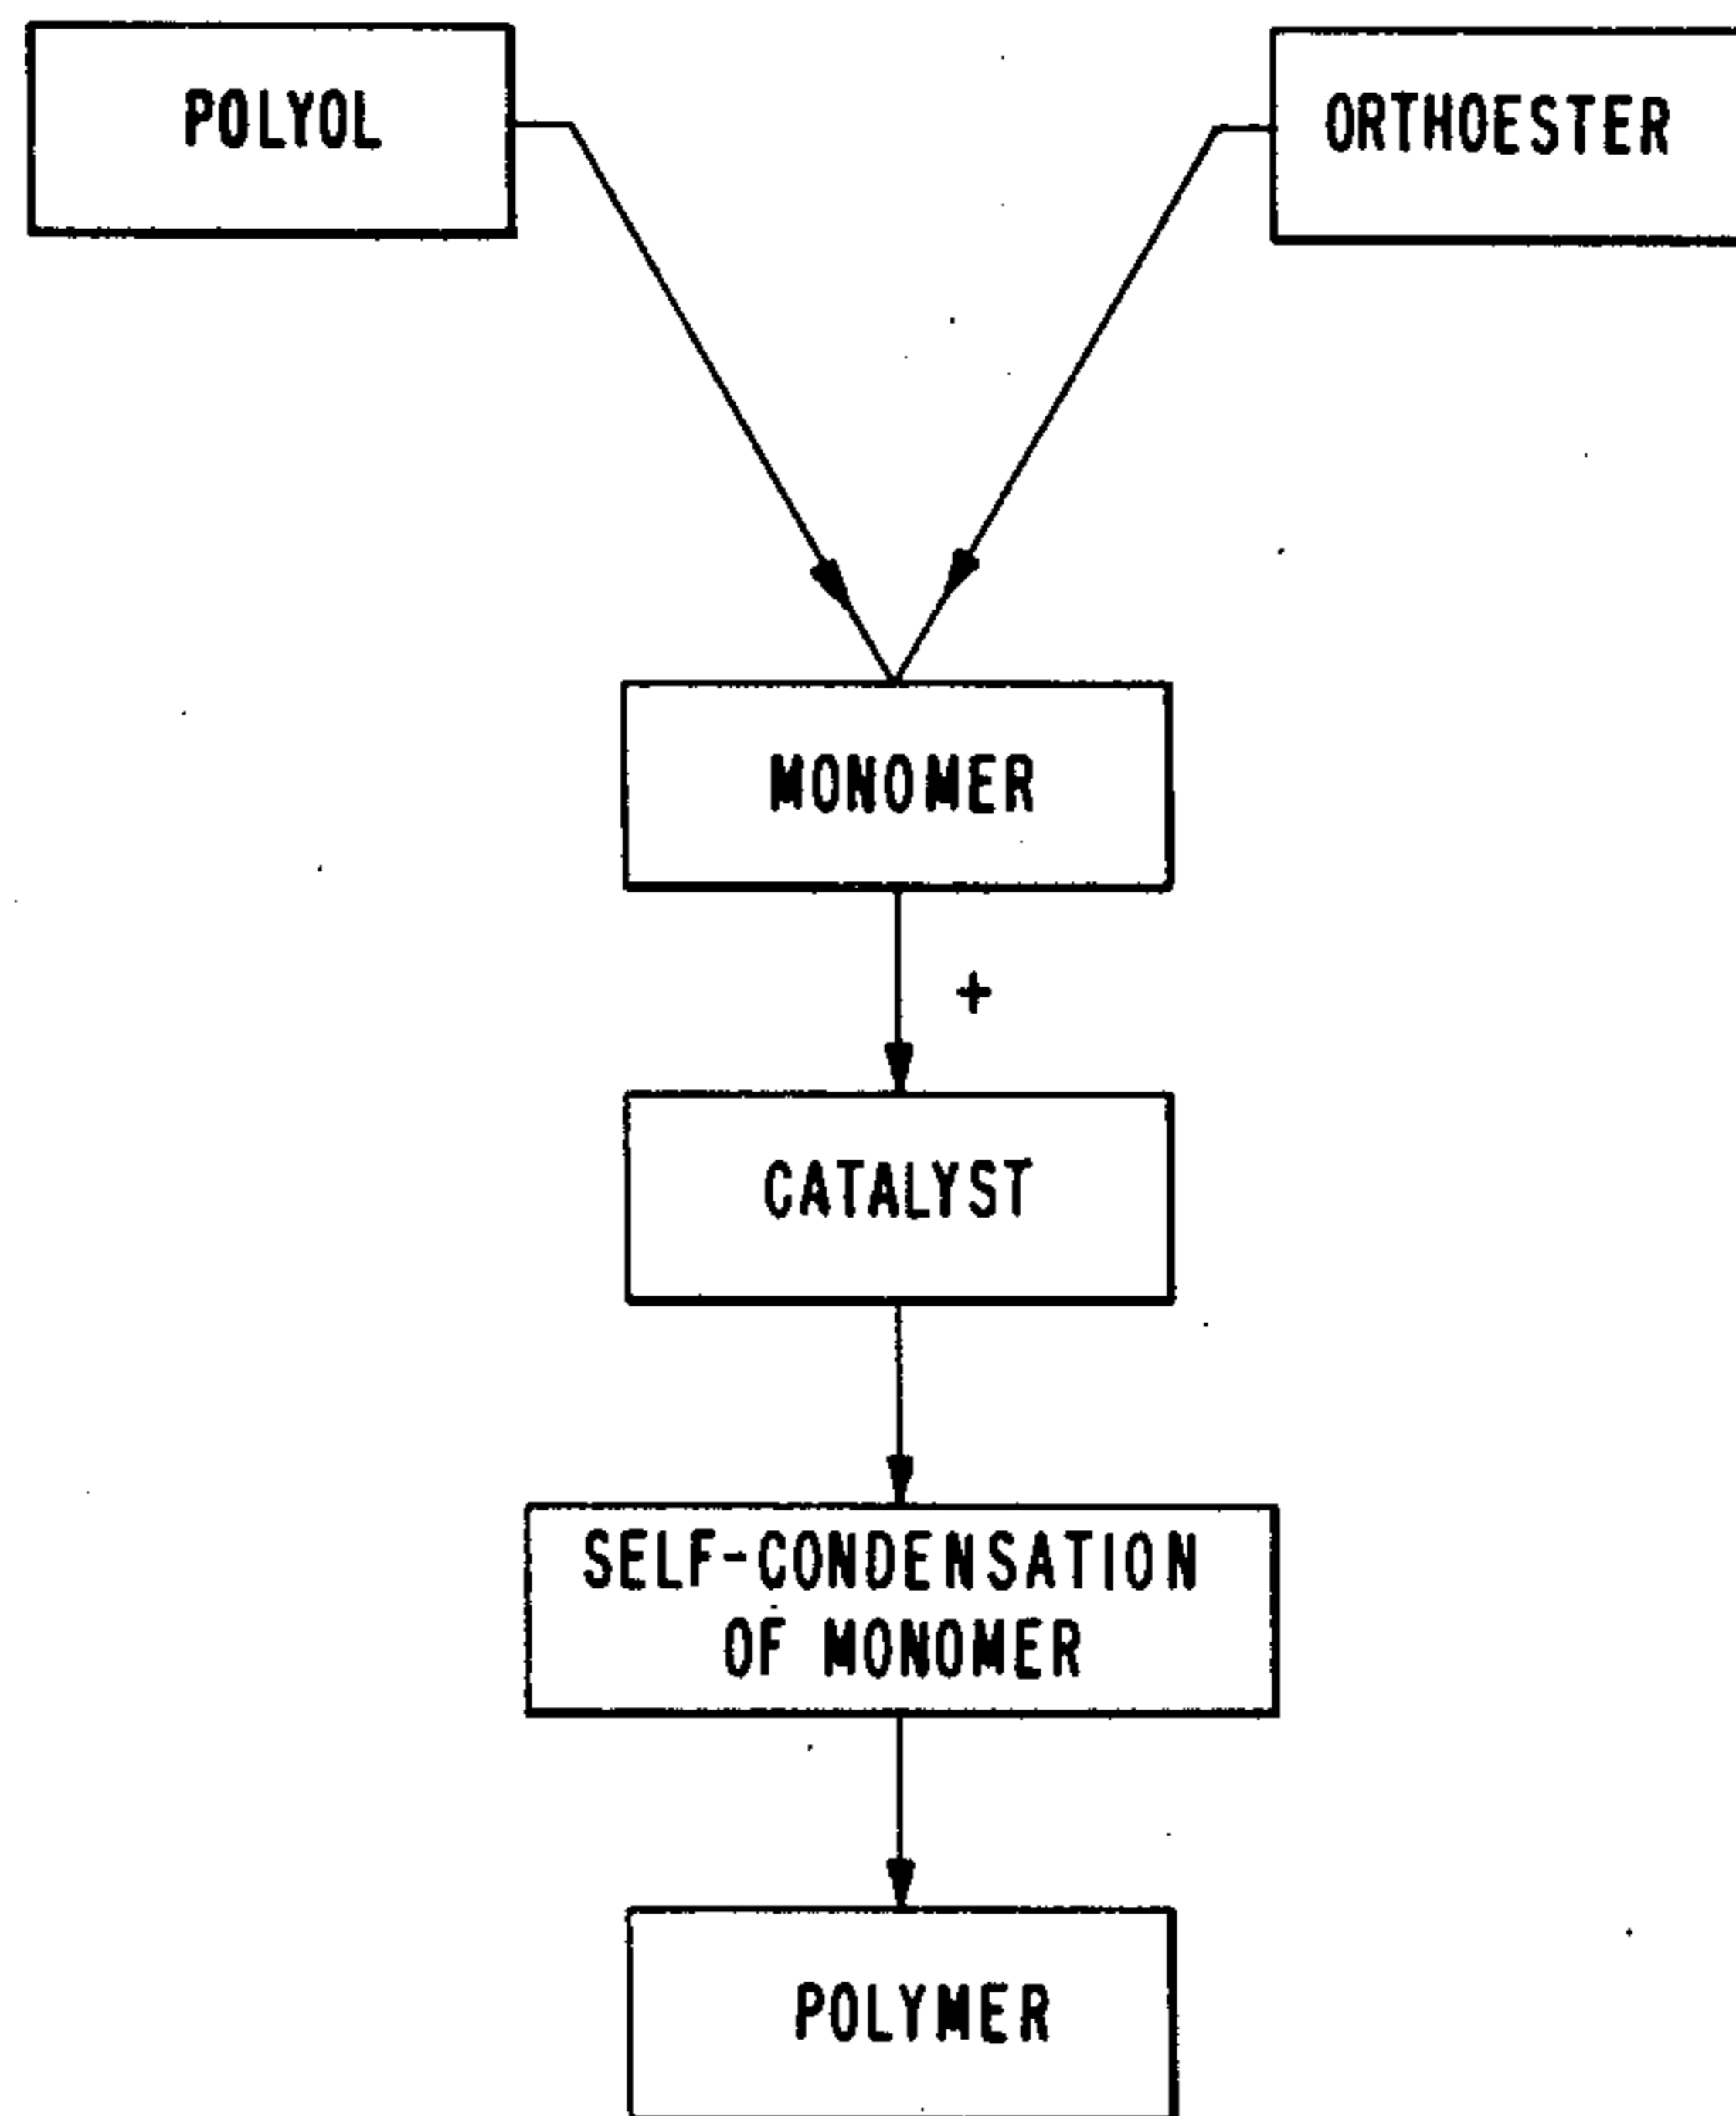 POLYOL
ORTHOESTER
MONOMER
+
CATALYST
SELF-CONDENSATION
OF MONOMER
POLYMER